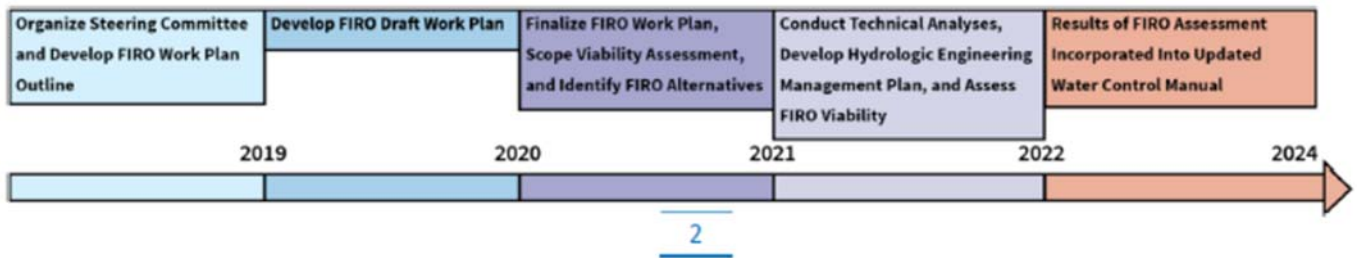 Organize Steering Committee
and Develop FIRO Work Plan
Outline
Develop FIRO Draft Work Plan
Finalize FIRO Work Plan,
Scope Viability Assessment,
and Identify FIRO Alternatives
Conduct Technical Analyses,
Develop Hydrologic Engineering
Management Plan, and Assess
FIRO Viability
Results of FIRO Assessment
Incorporated Into Updated
Water Control Manual
2019
2020
2021
2022
2024
2